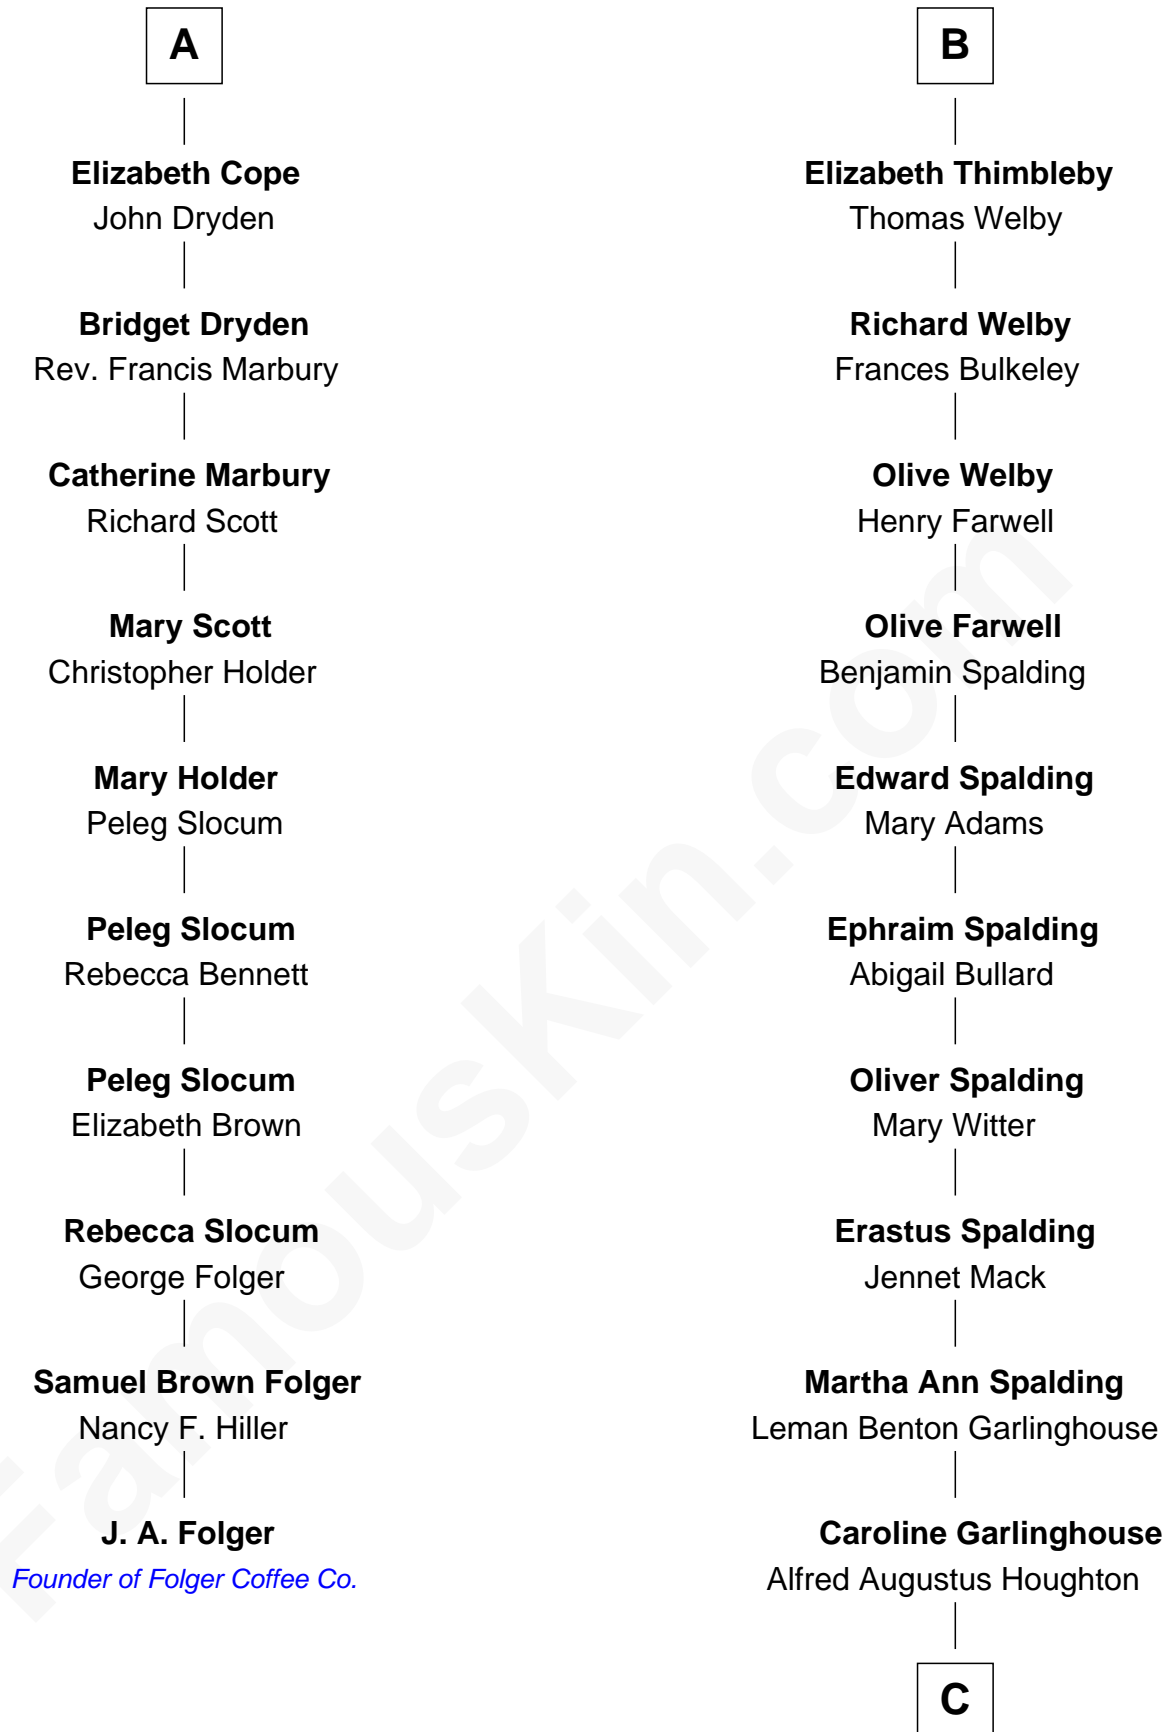 A
Elizabeth Cope
John Dryden
Bridget Dryden
Rev. Francis Marbury
Catherine Marbury
Richard Scott
Mary Scott
Christopher Holder
Mary Holder
Peleg Slocum
Peleg Slocum
Rebecca Bennett
Peleg Slocum
Elizabeth Brown
Rebecca Slocum
George Folger
Samuel Brown Folger
Nancy F. Hiller
J. A. Folger
Founder of Folger Coffee Co.
B
Elizabeth Thimbleby
Thomas Welby
Richard Welby
Frances Bulkeley
Olive Welby
Henry Farwell
Olive Farwell
Benjamin Spalding
Edward Spalding
Mary Adams
Ephraim Spalding
Abigail Bullard
Oliver Spalding
Mary Witter
Erastus Spalding
Jennet Mack
Martha Ann Spalding
Leman Benton Garlinghouse
Caroline Garlinghouse
Alfred Augustus Houghton
C
FamousKin.com